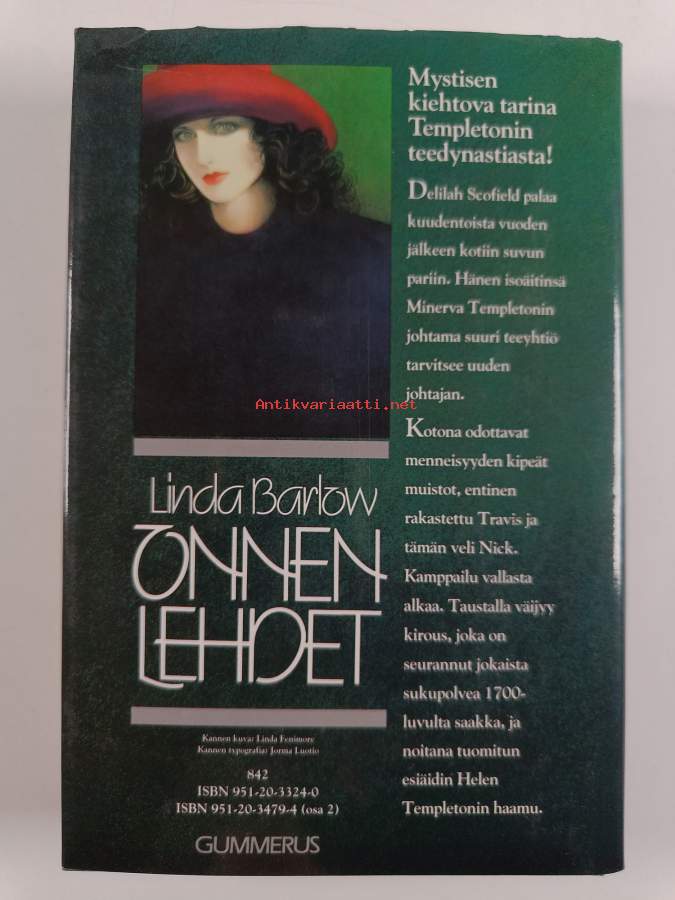 Mystisen
kiehtova tarina
Templetonin
teedynastiasta!
Delilah Scofield palaa
kuudentoista vuoden
jälkeen kotiin suvun
pariin. Hänen isoäitinsä
Minerva Templetonin
johtama suuri teeyhtiö
tarvitsee uuden
johtajan.
Kotona odottavat
menneisyyden kipeät
muistot, entinen
rakastettu Travis ja
tämän veli Nick.
Kamppailu vallasta
alkaa. Taustalla väijyy
kirous, joka on
seurannut jokaista
sukupolvea 1700-
luvulta saakka, ja
noitana tuomitun
esiäidin Helen
Templetonin haamu.
Antikvariaatti.net
Linda Barlow
ONNEN
LEHDET
Kannen kuva: Linda Fenimore
Kannen typografia: Jorma Luotio
842
ISBN 951-20-3324-0
ISBN 951-20-3479-4 (osa 2)
GUMMERUS